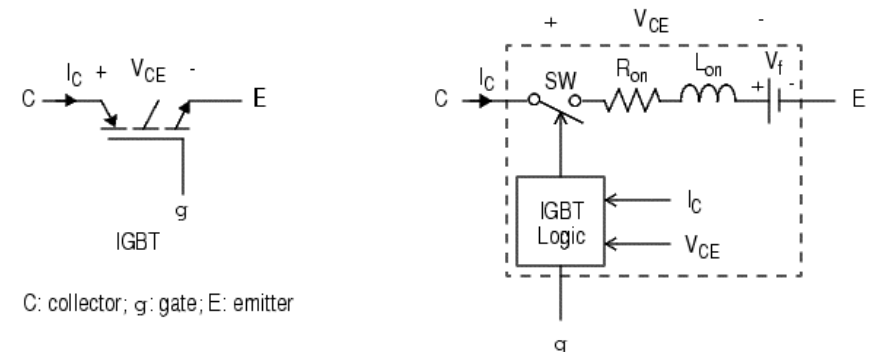 I_C + V_CE -
C E
g
IGBT
C: collector; g: gate; E: emitter
+ V_CE -
I_C SW R_on L_on V_f
+ -
C E
IGBT
Logic
I_C
V_CE
g